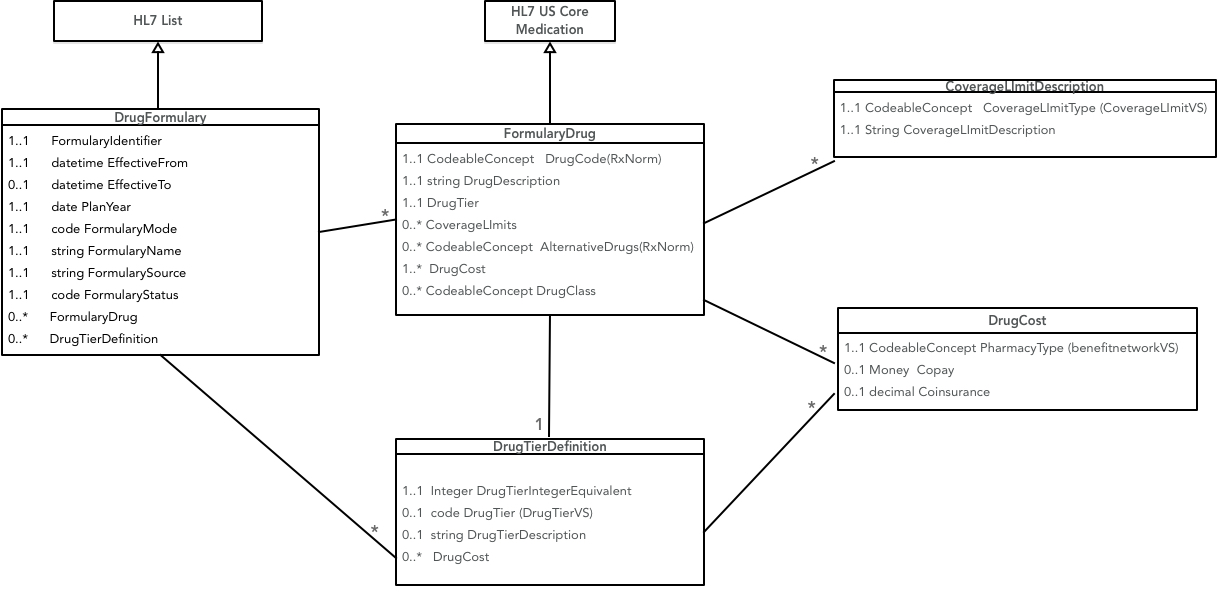 HL7 List
HL7 US Core
Medication
DrugFormulary
1..1 FormularyIdentifier
1..1 datetime EffectiveFrom
0..1 datetime EffectiveTo
1..1 date PlanYear
1..1 code FormularyMode
1..1 string FormularyName
1..1 string FormularySource
1..1 code FormularyStatus
0..* FormularyDrug
0..* DrugTierDefinition
*
FormularyDrug
1..1 CodeableConcept DrugCode(RxNorm)
1..1 string DrugDescription
1..1 DrugTier
0..* CoverageLImits
0..* CodeableConcept AlternativeDrugs(RxNorm)
1..* DrugCost
0..* CodeableConcept DrugClass
*
CoverageLImitDescription
1..1 CodeableConcept CoverageLImitType (CoverageLImitVS)
1..1 String CoverageLImitDescription
*
DrugCost
1..1 CodeableConcept PharmacyType (benefitnetworkVS)
0..1 Money Copay
0..1 decimal Coinsurance
*
1
*
DrugTierDefinition
1..1 Integer DrugTierIntegerEquivalent
0..1 code DrugTier (DrugTierVS)
0..1 string DrugTierDescription
0..* DrugCost